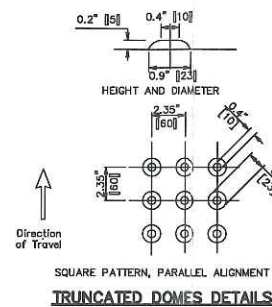 0.2" [5]
0.4" [10]
0.9" [23]
HEIGHT AND DIAMETER
2.35"
[60]
0.4"
[10]
2.35"
[60]
Direction
of Travel
SQUARE PATTERN, PARALLEL ALIGNMENT
TRUNCATED DOMES DETAILS